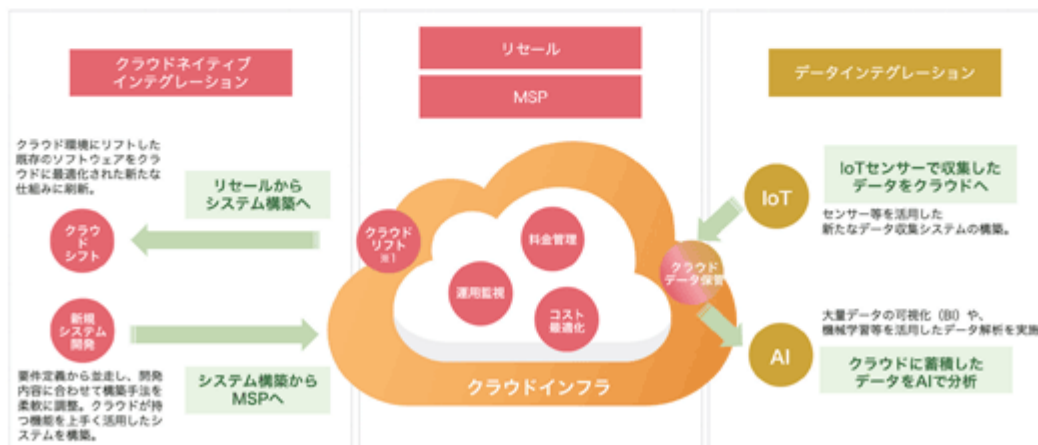 クラウドネイティブ
インテグレーション
クラウド環境にリフトした
既存のソフトウェアをクラ
ウドに最適化された新たな
仕組みに刷新。
リセールから
システム構築へ
クラウ
ド
シフト
新規
システム
開発
要件定義から並走し、開発
内容に合わせて構築手法を
柔軟に調整。クラウドが持
つ機能を上手く活用したシ
ステムを構築。
システム構築から
MSPへ
リセール
MSP
クラウド
リフト
※1
料金管理
運用監視
コスト
最適化
クラウドインフラ
データインテグレーション
IoT
IoTセンサーで収集した
データをクラウドへ
センサー等を活用した
新たなデータ収集システムの構築。
クラウド
データ保管
大量データの可視化（BI）や、
機械学習等を活用したデータ解析を実施
AI
クラウドに蓄積した
データをAIで分析